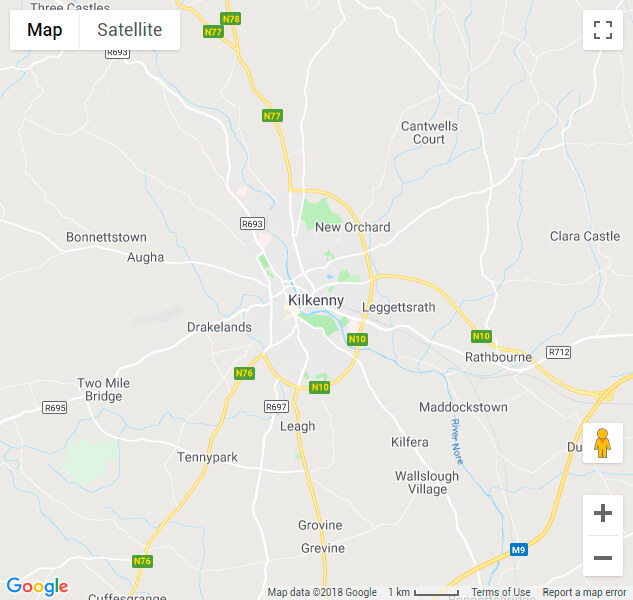 Three Castles
N78
Map
Satellite
N77
R693
N77
Cantwells
Court
R693
New Orchard
Bonnettstown
Clara Castle
Augha
Kilkenny
Leggettsrath
Drakelands
N10
N10
R712
Rathbourne
N76
Two Mile
Bridge
N10
R695
R697
Maddockstown
Leagh
River Nore
Kilfera
Tennypark
Wallslough
Village
Grovine
Grevine
M9
N76
Google
Map data ©2018 Google
1 km
Terms of Use
Report a map error
Cuffesgrange